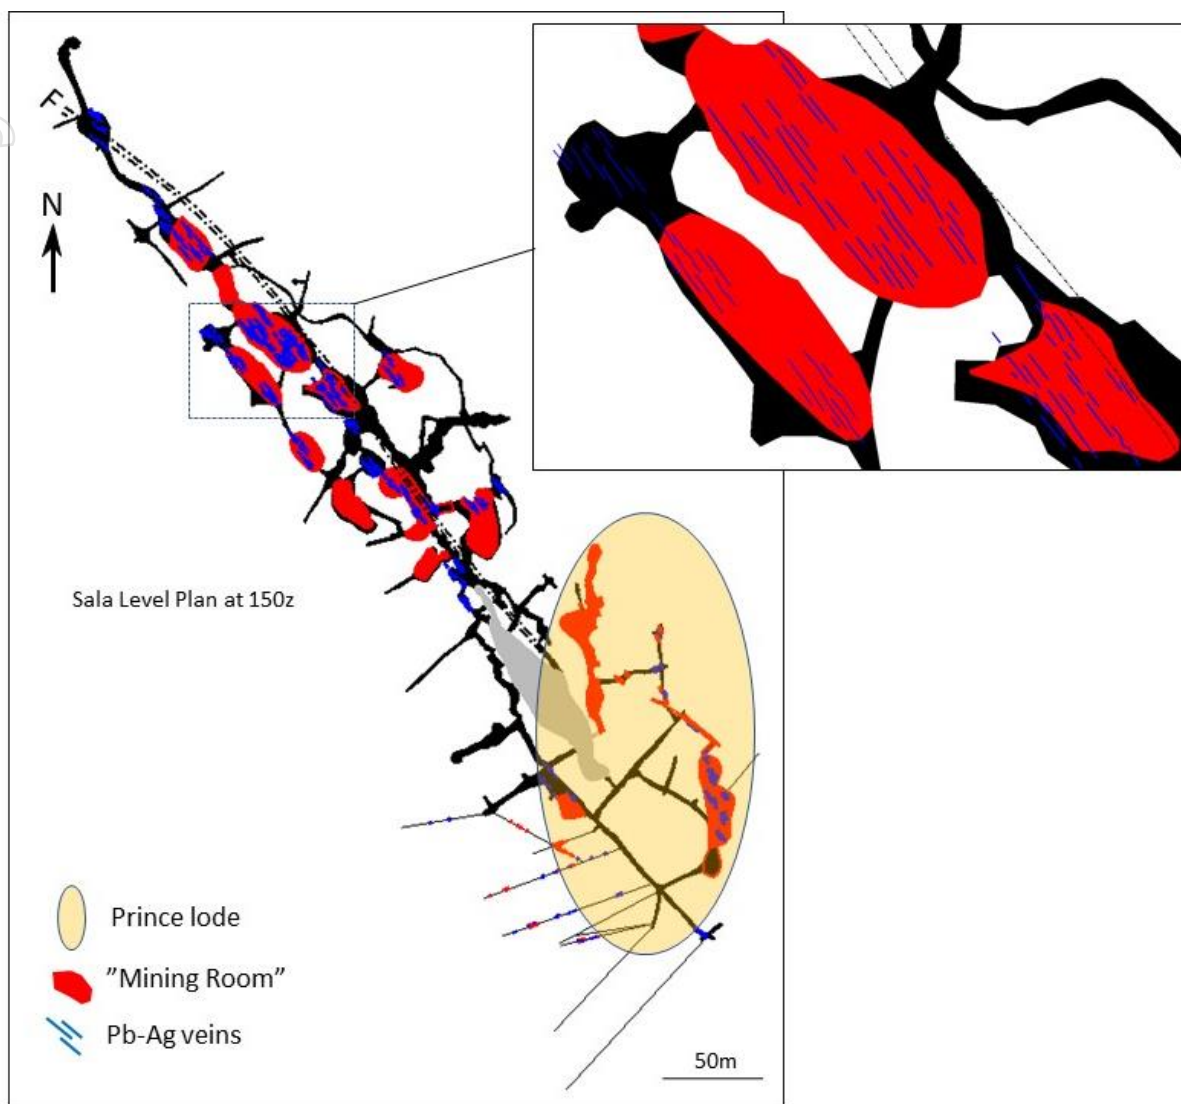 F
N
Sala Level Plan at 150z
Prince lode
”Mining Room”
Pb-Ag veins
50m